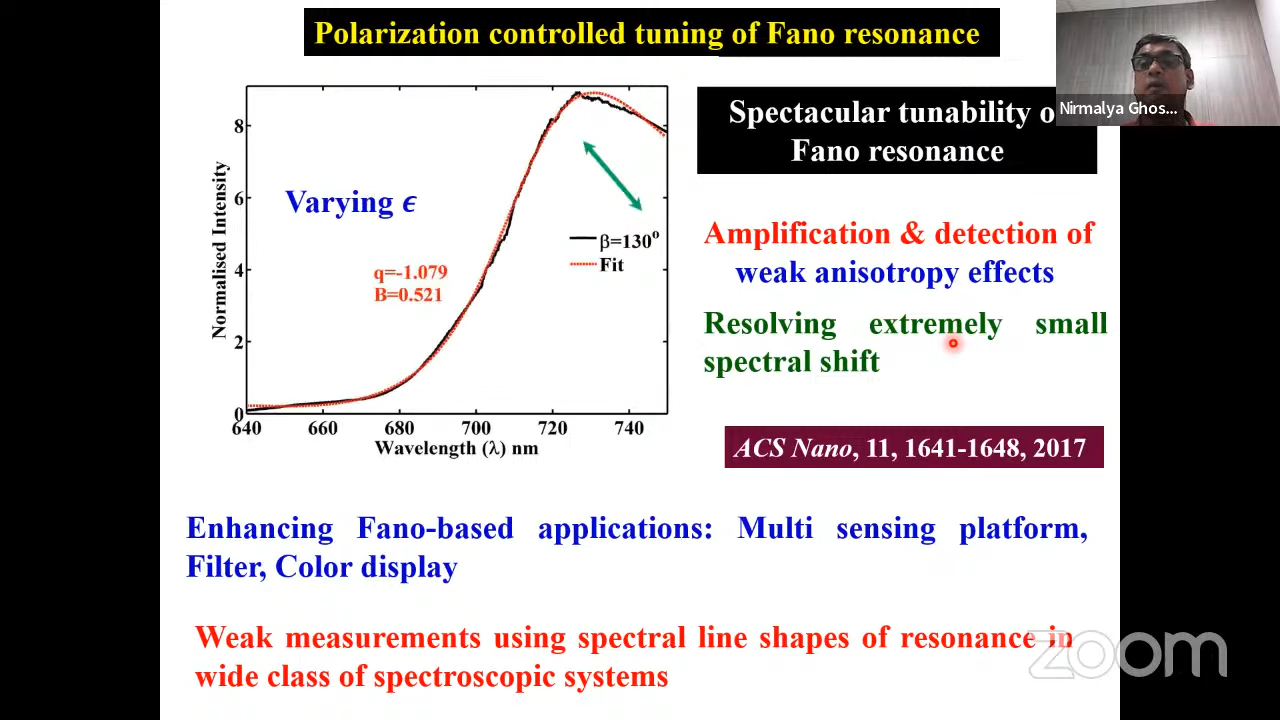 Polarization controlled tuning of Fano resonance
Nirmalya Ghos...
Spectacular tunability o
Fano resonance
8
6
4
2
0
Normalised Intensity
Varying ϵ
β=130°
Fit
q=-1.079
B=0.521
640 660 680 700 720 740
Wavelength (λ) nm
Amplification & detection of
weak anisotropy effects
Resolving extremely small
spectral shift
ACS Nano, 11, 1641-1648, 2017
Enhancing Fano-based applications: Multi sensing platform,
Filter, Color display
Weak measurements using spectral line shapes of resonance in
wide class of spectroscopic systems
zoom